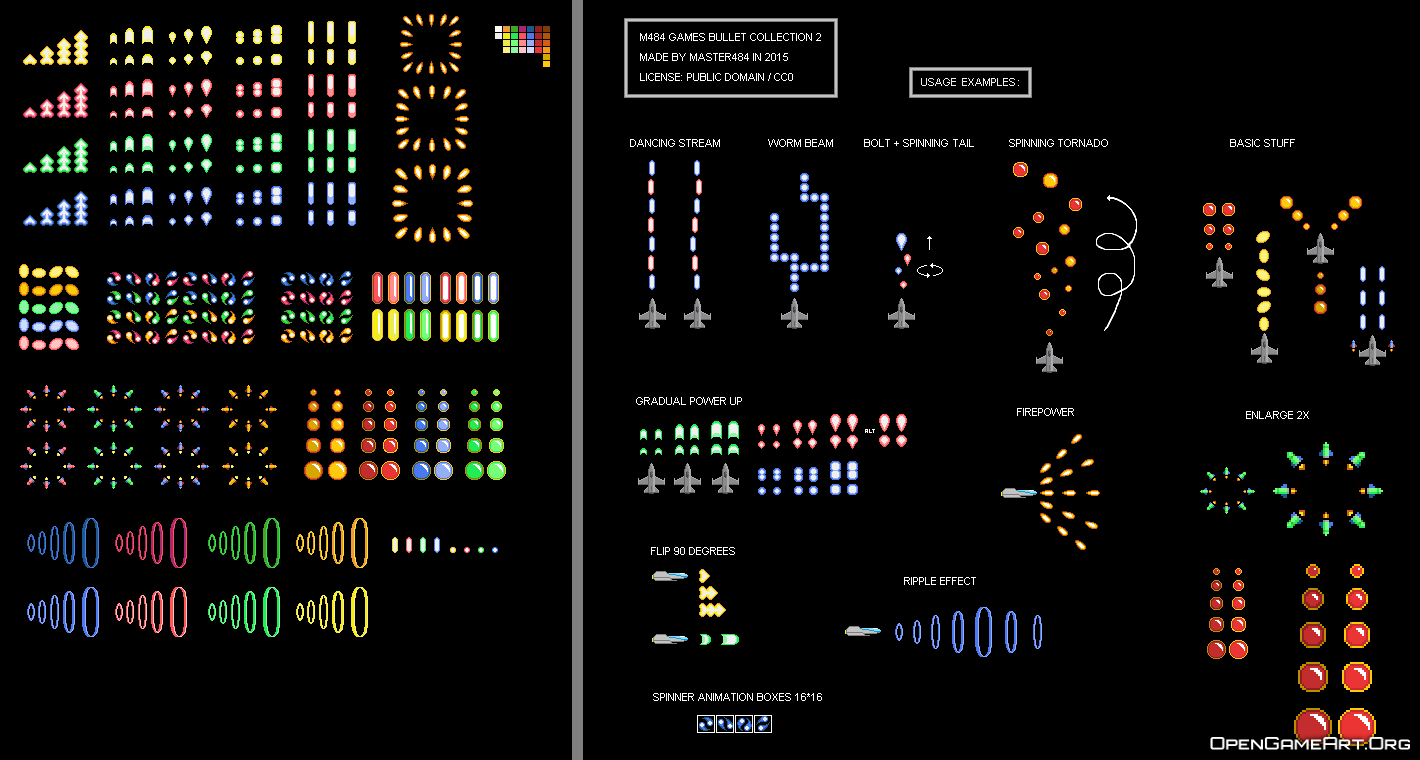 M484 GAMES BULLET COLLECTION 2
MADE BY MASTER484 IN 2015
LICENSE: PUBLIC DOMAIN / CC0
USAGE EXAMPLES:
DANCING STREAM
WORM BEAM
BOLT + SPINNING TAIL
SPINNING TORNADO
BASIC STUFF
GRADUAL POWER UP
ALT
FIREPOWER
ENLARGE 2X
FLIP 90 DEGREES
RIPPLE EFFECT
SPINNER ANIMATION BOXES 16*16
OpenGameArt.Org